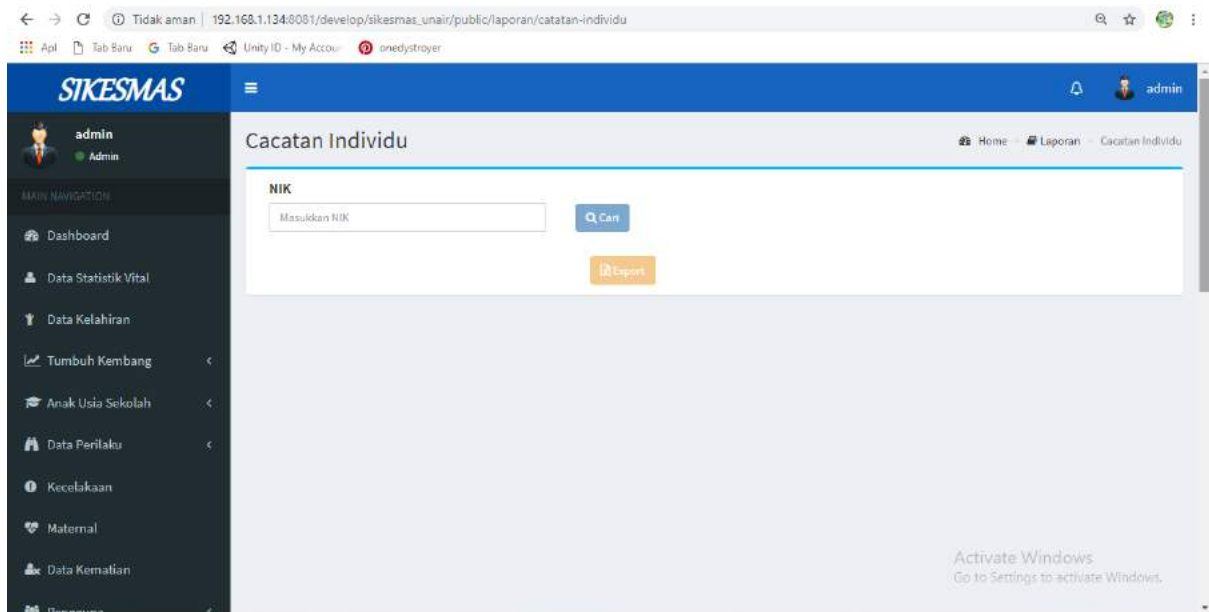 Tidak aman | 192.168.1.134:8081/develop/sikesmas_unair/public/laporan/catatan-individu
Apl Tab Baru Tab Baru Unity ID - My Accou onedystroyer
SIKESMAS
admin
admin
Admin
Cacatan Individu
Home Laporan Cacatan Individu
MAIN NAVIGATION
NIK
Masukkan NIK
Cari
Export
Dashboard
Data Statistik Vital
Data Kelahiran
Tumbuh Kembang
Anak Usia Sekolah
Data Perilaku
Kecelakaan
Maternal
Data Kematian
Activate Windows
Go to Settings to activate Windows.